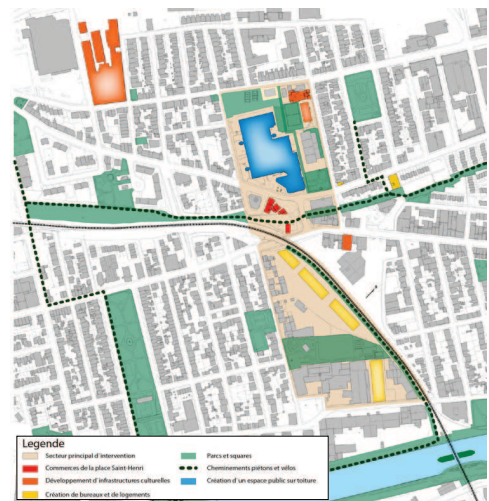 Legende
Secteur principal d'intervention
Commerces de la place Saint-Henri
Développement d'infrastructures culturelles
Création de bureaux et de logements
Parcs et squares
Cheminements piétons et vélos
Création d'un espace public sur toiture